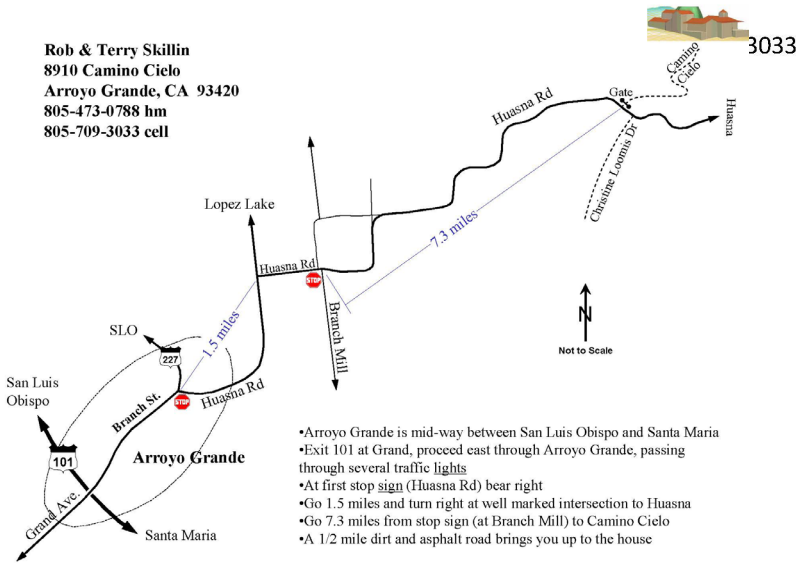 Rob & Terry Skillin
8910 Camino Cielo
Arroyo Grande, CA  93420
805-473-0788 hm
805-709-3033 cell
3033
Camino
Cielo
Gate
Huasna Rd
Huasna
Christine Loomis Dr
7.3 miles
Lopez Lake
Huasna Rd
STOP
Branch Mill
1.5 miles
SLO
227
San Luis
Obispo
Branch St.
STOP
Huasna Rd
101
Arroyo Grande
Grand Ave.
Santa Maria
N
Not to Scale
•Arroyo Grande is mid-way between San Luis Obispo and Santa Maria
•Exit 101 at Grand, proceed east through Arroyo Grande, passing
through several traffic lights
•At first stop sign (Huasna Rd) bear right
•Go 1.5 miles and turn right at well marked intersection to Huasna
•Go 7.3 miles from stop sign (at Branch Mill) to Camino Cielo
•A 1/2 mile dirt and asphalt road brings you up to the house